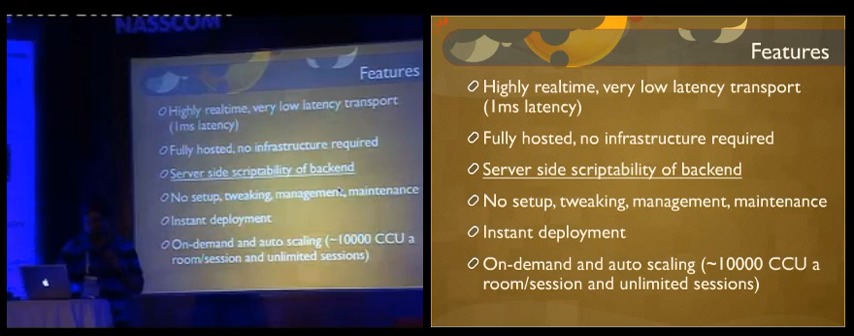 NASSCOM
Features
Highly realtime, very low latency transport
(1ms latency)
Fully hosted, no infrastructure required
Server side scriptability of backend
No setup, tweaking, management, maintenance
Instant deployment
On-demand and auto scaling (~10000 CCU a
room/session and unlimited sessions)
Features
Highly realtime, very low latency transport
(1ms latency)
Fully hosted, no infrastructure required
Server side scriptability of backend
No setup, tweaking, management, maintenance
Instant deployment
On-demand and auto scaling (~10000 CCU a
room/session and unlimited sessions)